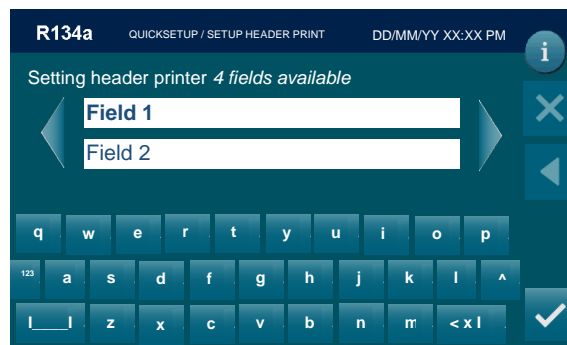 R134a QUICKSETUP / SETUP HEADER PRINT DD/MM/YY XX:XX PM
i
Setting header printer 4 fields available
Field 1
Field 2
q w e r t y u i o p
123 a s d f g h j k l ^
I___I z x c v b n m < x I